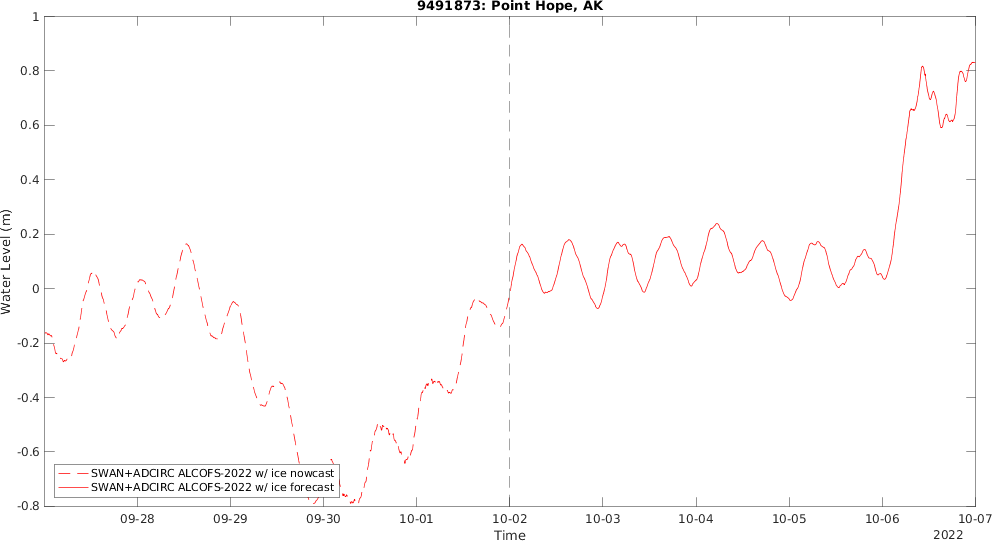 9491873: Point Hope, AK
1
0.8
0.6
0.4
0.2
0
-0.2
-0.4
-0.6
-0.8
Water Level (m)
SWAN+ADCIRC ALCOFS-2022 w/ ice nowcast
SWAN+ADCIRC ALCOFS-2022 w/ ice forecast
09-28 09-29 09-30 10-01 10-02 10-03 10-04 10-05 10-06 10-07
Time
2022